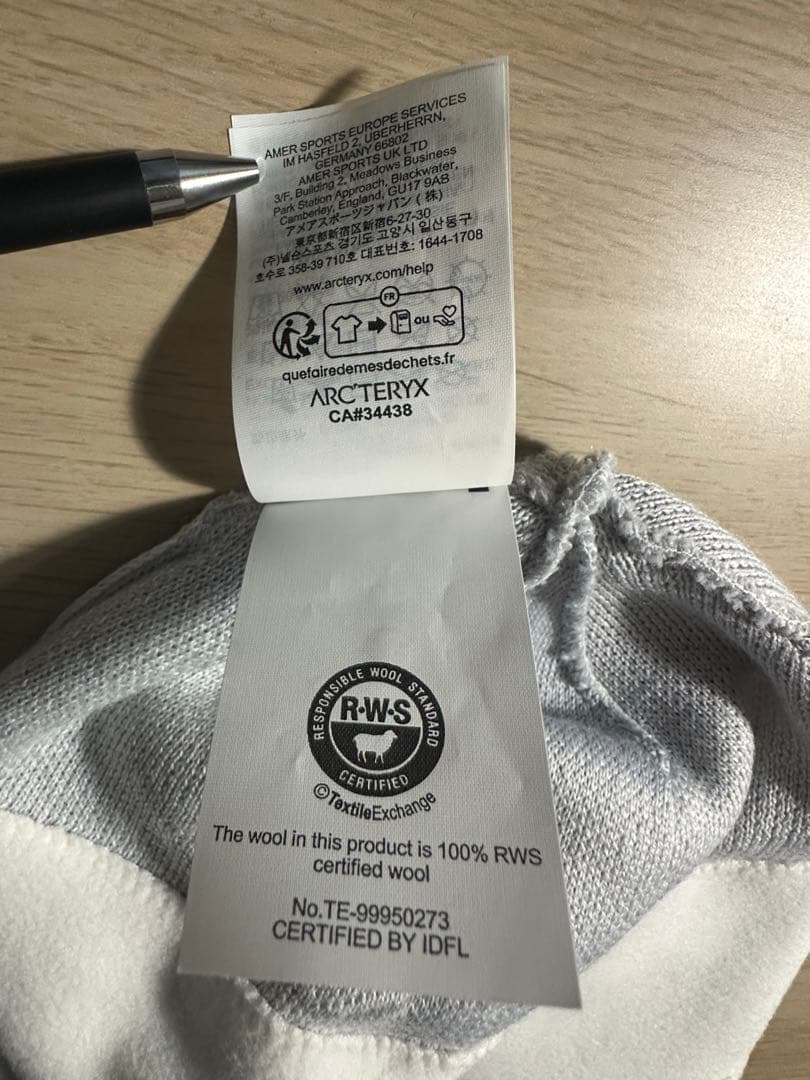 AMER SPORTS EUROPE SERVICES
IM HASFELD 2, UBERHERRN,
GERMANY 66802
AMER SPORTS UK LTD
3/F, Building 2, Meadows Business
Park Station Approach, Blackwater,
Camberley, England, GU17 9AB
アメアスポーツジャパン(株)
東京都新宿区新宿6-27-30
(주)넬슨스포츠 경기도 고양시 일산동구
호수로 358-39 710호 대표번호: 1644-1708
www.arcteryx.com/help
FR
ou
quefairedemesdechets.fr
ARC'TERYX
CA#34438
RESPONSIBLE WOOL STANDARD
R·W·S
CERTIFIED
©TextileExchange
The wool in this product is 100% RWS
certified wool
No.TE-99950273
CERTIFIED BY IDFL